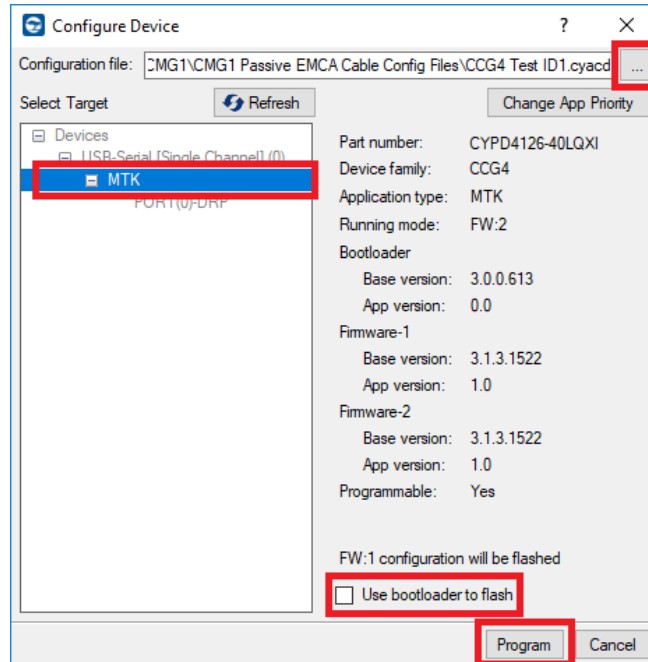 Configure Device
?
Configuration file: CMG1\CMG1 Passive EMCA Cable Config Files\CCG4 Test ID1.cyacd ...
Select Target Refresh Change App Priority
Devices
USB-Serial [Single Channel] (0)
MTK
PORT(0)-DRP
Part number: CYPD4126-40LQXI
Device family: CCG4
Application type: MTK
Running mode: FW:2
Bootloader
Base version: 3.0.0.613
App version: 0.0
Firmware-1
Base version: 3.1.3.1522
App version: 1.0
Firmware-2
Base version: 3.1.3.1522
App version: 1.0
Programmable: Yes
FW:1 configuration will be flashed
Use bootloader to flash
Program Cancel